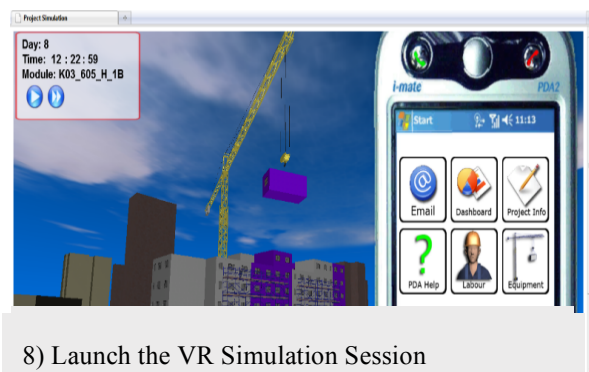 Project Simulation
Day: 8
Time: 12 : 22 : 59
Module: K03_605_H_1B
i-mate
PDA2
Start
11:13
Email
Dashboard
Project Info
PDA Help
Labour
Equipment
8) Launch the VR Simulation Session